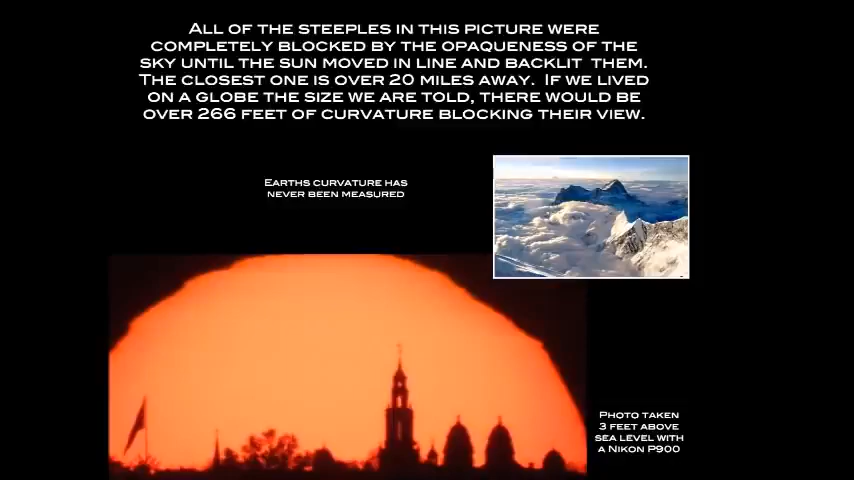 All of the steeples in this picture were
completely blocked by the opaqueness of the
sky until the sun moved in line and backlit them.
The closest one is over 20 miles away. If we lived
on a globe the size we are told, there would be
over 266 feet of curvature blocking their view.
Earths curvature has
never been measured
Photo taken
3 feet above
sea level with
a Nikon P900